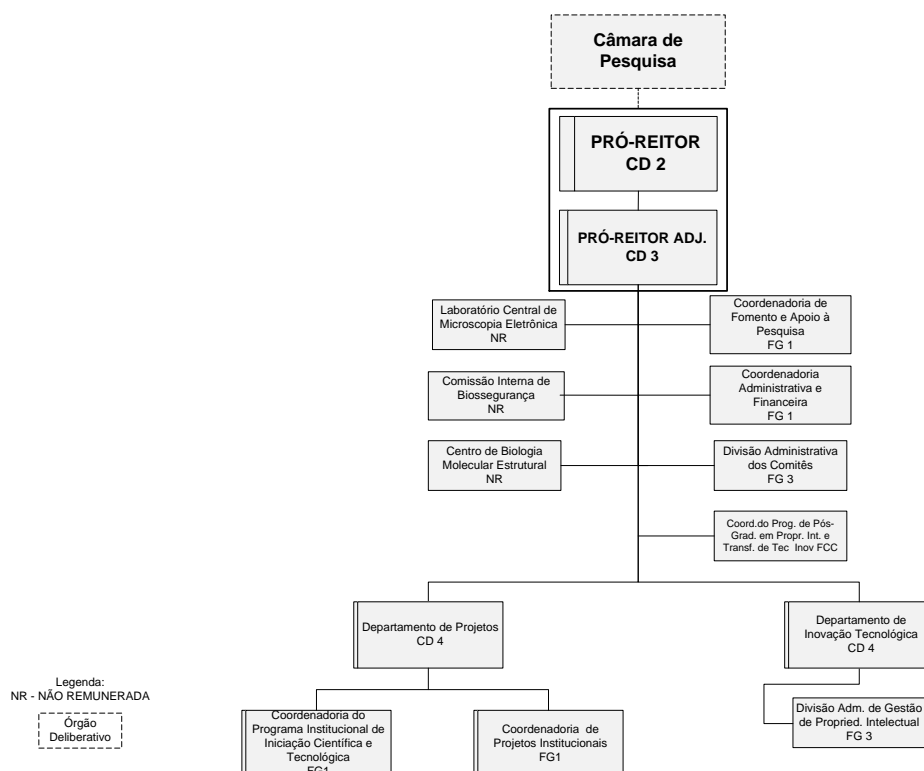 Câmara de
Pesquisa
PRÓ-REITOR
CD 2
PRÓ-REITOR ADJ.
CD 3
Laboratório Central de
Microscopia Eletrônica
NR
Coordenadoria de
Fomento e Apoio à
Pesquisa
FG 1
Comissão Interna de
Biossegurança
NR
Coordenadoria
Administrativa e
Financeira
FG 1
Centro de Biologia
Molecular Estrutural
NR
Divisão Administrativa
dos Comitês
FG 3
Coord.do Prog. de Pós-
Grad. em Propr. Int. e
Transf. de Tec Inov FCC
Departamento de Projetos
CD 4
Departamento de
Inovação Tecnológica
CD 4
Legenda:
NR - NÃO REMUNERADA
Órgão
Deliberativo
Coordenadoria do
Programa Institucional de
Iniciação Científica e
Tecnológica
FG1
Coordenadoria de
Projetos Institucionais
FG1
Divisão Adm. de Gestão
de Propried. Intelectual
FG 3